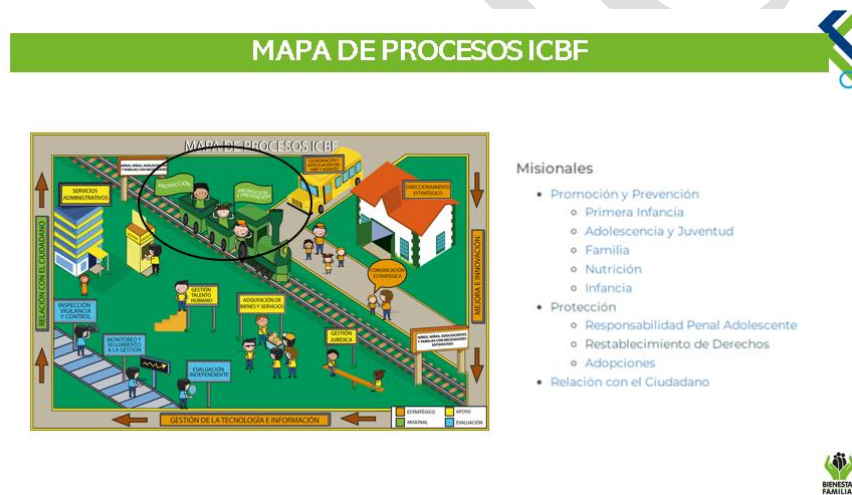 MAPA DE PROCESOS ICBF
MAPA DE PROCESOS ICBF
PROTECCIÓN
PROMOCIÓN
Y PREVENCIÓN
SERVICIOS
ADMINISTRATIVOS
DIRECCIONAMIENTO
ESTRATÉGICO
RELACIÓN CON EL CIUDADANO
MEJORA E INNOVACIÓN
COMUNICACIÓN
ESTRATÉGICA
GESTIÓN
TALENTO
HUMANO
ADQUISICIÓN DE
BIENES Y SERVICIOS
INSPECCIÓN
VIGILANCIA
Y CONTROL
GESTIÓN
JURÍDICA
MONITOREO Y
SEGUIMIENTO
A LA GESTIÓN
EVALUACIÓN
INDEPENDIENTE
GESTIÓN DE LA TECNOLOGÍA E INFORMACIÓN
ESTRATÉGICO
APOYO
MISIONAL
EVALUACIÓN
Misionales
• Promoción y Prevención
Primera Infancia
Adolescencia y Juventud
Familia
Nutrición
Infancia
• Protección
Responsabilidad Penal Adolescente
Restablecimiento de Derechos
Adopciones
• Relación con el Ciudadano